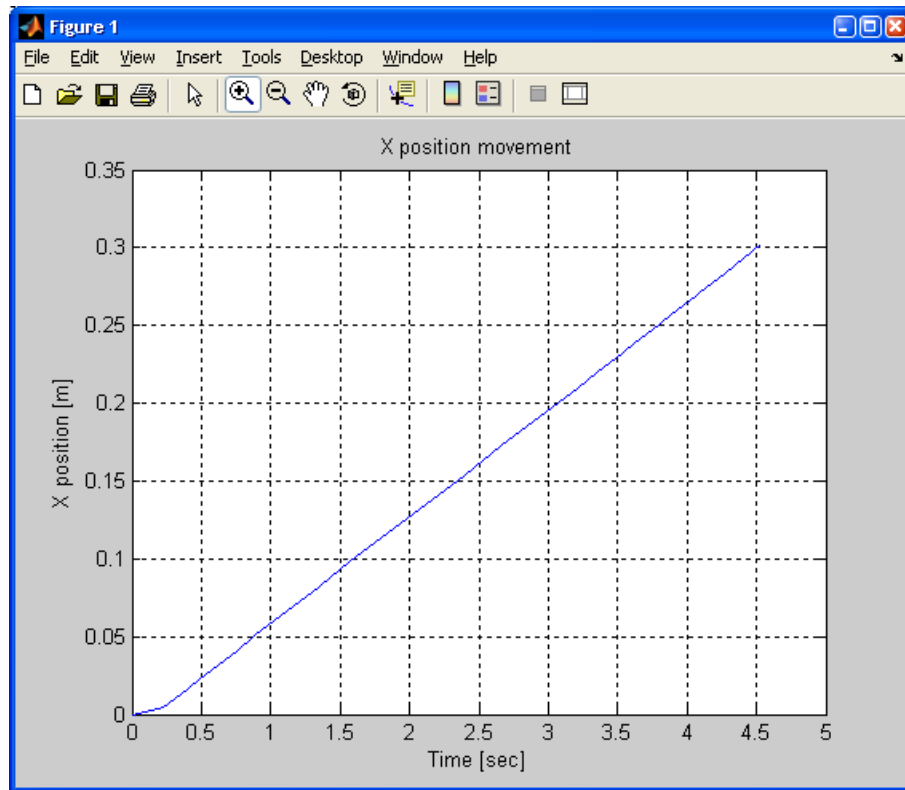 Figure 1
File Edit View Insert Tools Desktop Window Help
X position movement
0.35
0.3
0.25
0.2
0.15
0.1
0.05
0
X position [m]
0 0.5 1 1.5 2 2.5 3 3.5 4 4.5 5
Time [sec]